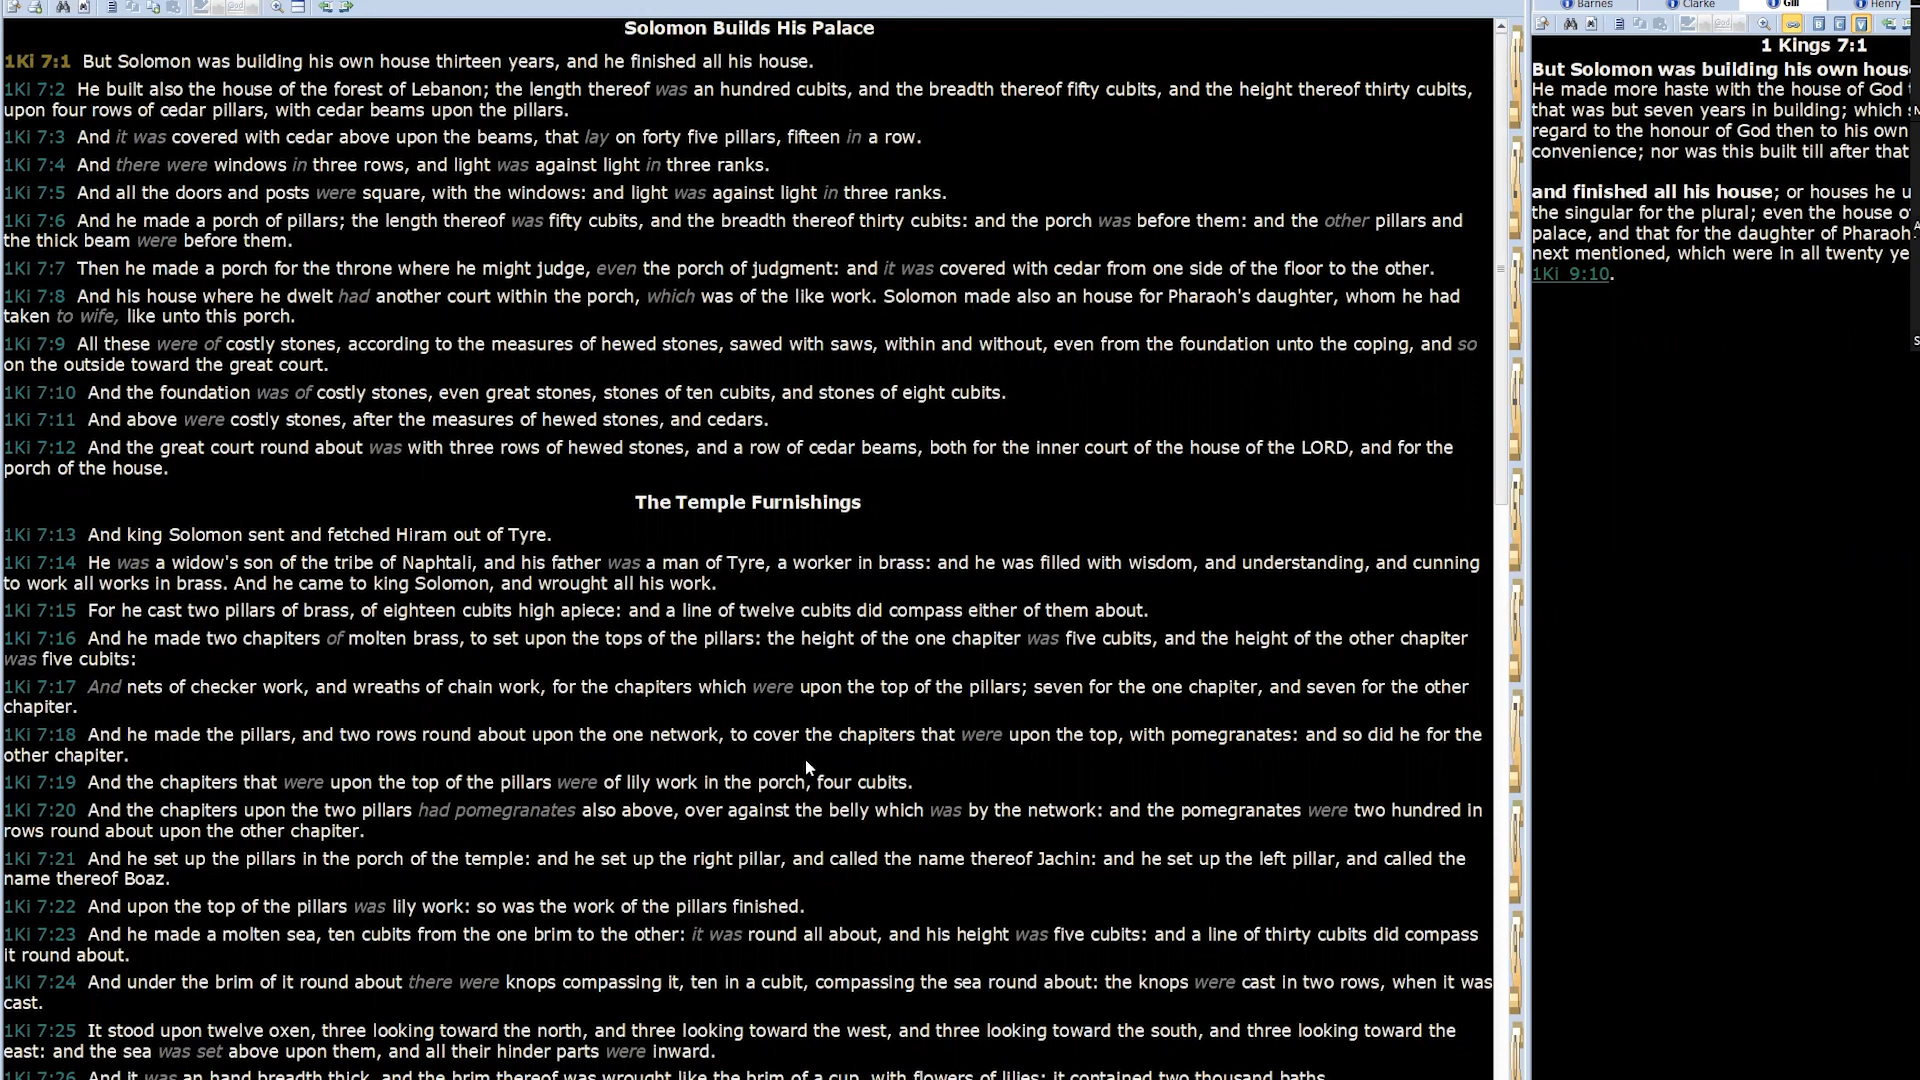 Barnes Clarke Gill Henry
Solomon Builds His Palace
1Ki 7:1 But Solomon was building his own house thirteen years, and he finished all his house.
1Ki 7:2 He built also the house of the forest of Lebanon; the length thereof was an hundred cubits, and the breadth thereof fifty cubits, and the height thereof thirty cubits,
upon four rows of cedar pillars, with cedar beams upon the pillars.
1Ki 7:3 And it was covered with cedar above upon the beams, that lay on forty five pillars, fifteen in a row.
1Ki 7:4 And there were windows in three rows, and light was against light in three ranks.
1Ki 7:5 And all the doors and posts were square, with the windows: and light was against light in three ranks.
1Ki 7:6 And he made a porch of pillars; the length thereof was fifty cubits, and the breadth thereof thirty cubits: and the porch was before them: and the other pillars and
the thick beam were before them.
1Ki 7:7 Then he made a porch for the throne where he might judge, even the porch of judgment: and it was covered with cedar from one side of the floor to the other.
1Ki 7:8 And his house where he dwelt had another court within the porch, which was of the like work. Solomon made also an house for Pharaoh's daughter, whom he had
taken to wife, like unto this porch.
1Ki 7:9 All these were of costly stones, according to the measures of hewed stones, sawed with saws, within and without, even from the foundation unto the coping, and so
on the outside toward the great court.
1Ki 7:10 And the foundation was of costly stones, even great stones, stones of ten cubits, and stones of eight cubits.
1Ki 7:11 And above were costly stones, after the measures of hewed stones, and cedars.
1Ki 7:12 And the great court round about was with three rows of hewed stones, and a row of cedar beams, both for the inner court of the house of the LORD, and for the
porch of the house.
The Temple Furnishings
1Ki 7:13 And king Solomon sent and fetched Hiram out of Tyre.
1Ki 7:14 He was a widow's son of the tribe of Naphtali, and his father was a man of Tyre, a worker in brass: and he was filled with wisdom, and understanding, and cunning
to work all works in brass. And he came to king Solomon, and wrought all his work.
1Ki 7:15 For he cast two pillars of brass, of eighteen cubits high apiece: and a line of twelve cubits did compass either of them about.
1Ki 7:16 And he made two chapiters of molten brass, to set upon the tops of the pillars: the height of the one chapiter was five cubits, and the height of the other chapiter
was five cubits:
1Ki 7:17 And nets of checker work, and wreaths of chain work, for the chapiters which were upon the top of the pillars; seven for the one chapiter, and seven for the other
chapiter.
1Ki 7:18 And he made the pillars, and two rows round about upon the one network, to cover the chapiters that were upon the top, with pomegranates: and so did he for the
other chapiter.
1Ki 7:19 And the chapiters that were upon the top of the pillars were of lily work in the porch, four cubits.
1Ki 7:20 And the chapiters upon the two pillars had pomegranates also above, over against the belly which was by the network: and the pomegranates were two hundred in
rows round about upon the other chapiter.
1Ki 7:21 And he set up the pillars in the porch of the temple: and he set up the right pillar, and called the name thereof Jachin: and he set up the left pillar, and called the
name thereof Boaz.
1Ki 7:22 And upon the top of the pillars was lily work: so was the work of the pillars finished.
1Ki 7:23 And he made a molten sea, ten cubits from the one brim to the other: it was round all about, and his height was five cubits: and a line of thirty cubits did compass
it round about.
1Ki 7:24 And under the brim of it round about there were knops compassing it, ten in a cubit, compassing the sea round about: the knops were cast in two rows, when it was
cast.
1Ki 7:25 It stood upon twelve oxen, three looking toward the north, and three looking toward the west, and three looking toward the south, and three looking toward the
east: and the sea was set above upon them, and all their hinder parts were inward.
1Ki 7:26 And it was an hand breadth thick, and the brim thereof was wrought like the brim of a cup, with flowers of lilies: it contained two thousand baths.
1 Kings 7:1
But Solomon was building his own hous
He made more haste with the house of God
that was but seven years in building; which
regard to the honour of God then to his own
convenience; nor was this built till after that
and finished all his house; or houses he u
the singular for the plural; even the house o
palace, and that for the daughter of Pharaoh
next mentioned, which were in all twenty ye
1Ki 9:10.